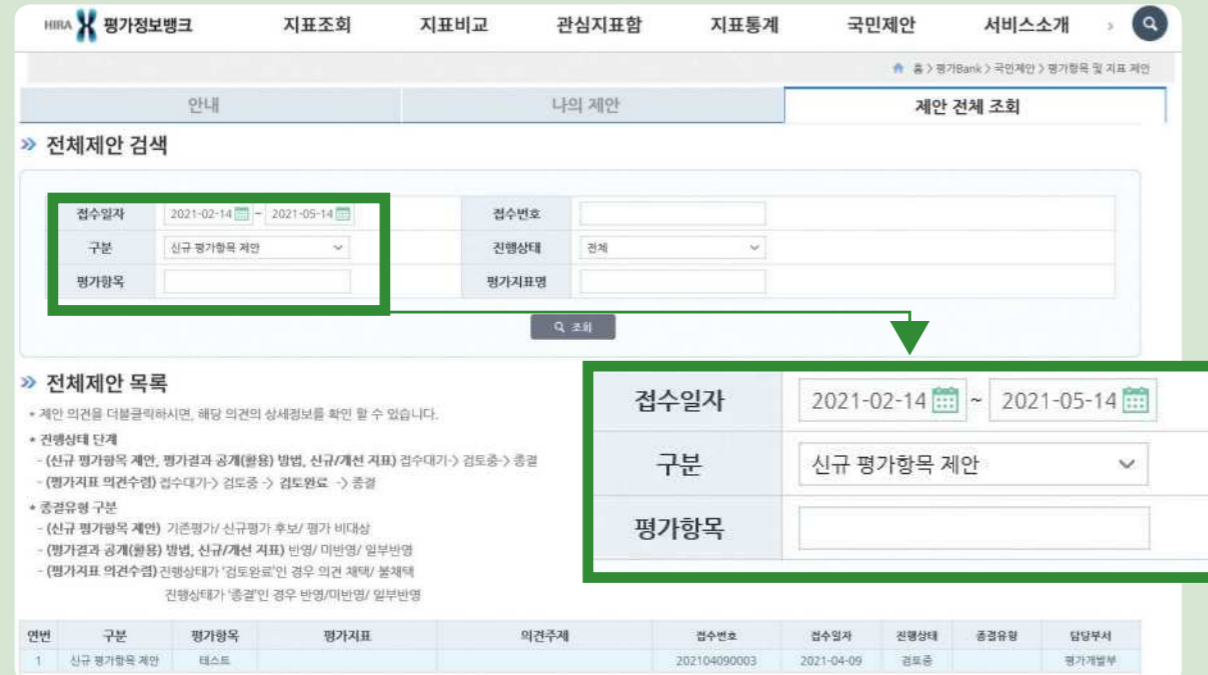 HIRA 평가정보뱅크 지표조회 지표비교 관심지표함 지표통계 국민제안 서비스소개 >
홈 > 평가Bank > 국민제안 > 평가항목 및 지표 제안
안내 나의 제안 제안 전체 조회
전체제안 검색
접수일자 2021-02-14 ~ 2021-05-14 접수번호
구분 신규 평가항목 제안 진행상태 전체
평가항목 평가지표명
조회
전체제안 목록
* 제안 의견을 더블클릭하시면, 해당 의견의 상세정보를 확인 할 수 있습니다.
* 진행상태 단계
- (신규 평가항목 제안, 평가결과 공개(활용) 방법, 신규/개선 지표) 접수대기-> 검토중-> 종결
- (평가지표 의견수렴) 접수대기-> 검토중 -> 검토완료 -> 종결
* 종결유형 구분
- (신규 평가항목 제안) 기존평가/ 신규평가 후보/ 평가 비대상
- (평가결과 공개(활용) 방법, 신규/개선 지표) 반영/ 미반영/ 일부반영
- (평가지표 의견수렴) 진행상태가 '검토완료'인 경우 의견 채택/ 불채택
진행상태가 '종결'인 경우 반영/미반영/ 일부반영
접수일자 2021-02-14 ~ 2021-05-14
구분 신규 평가항목 제안
평가항목
연번 구분 평가항목 평가지표 의견주제 접수번호 접수일자 진행상태 종결유형 담당부서
1 신규 평가항목 제안 테스트 202104090003 2021-04-09 검토중 평가개발부